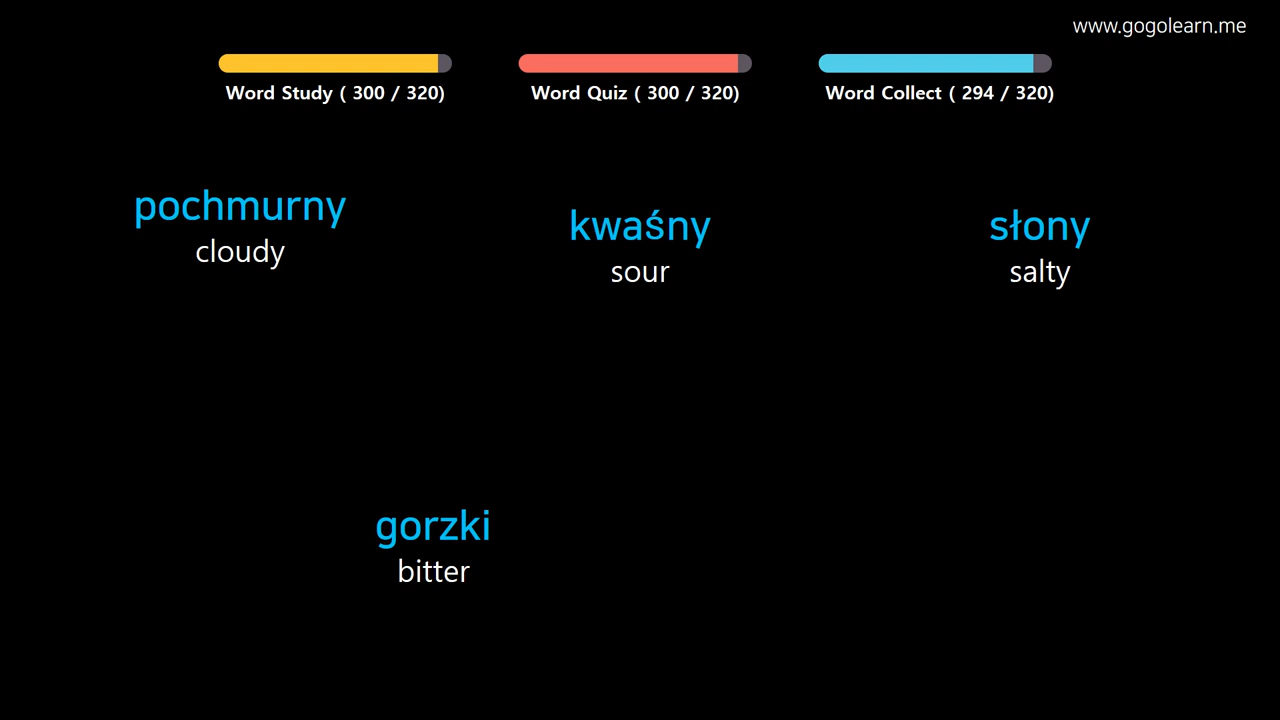 www.gogolearn.me
Word Study ( 300 / 320)
Word Quiz ( 300 / 320)
Word Collect ( 294 / 320)
pochmurny
cloudy
kwaśny
sour
słony
salty
gorzki
bitter